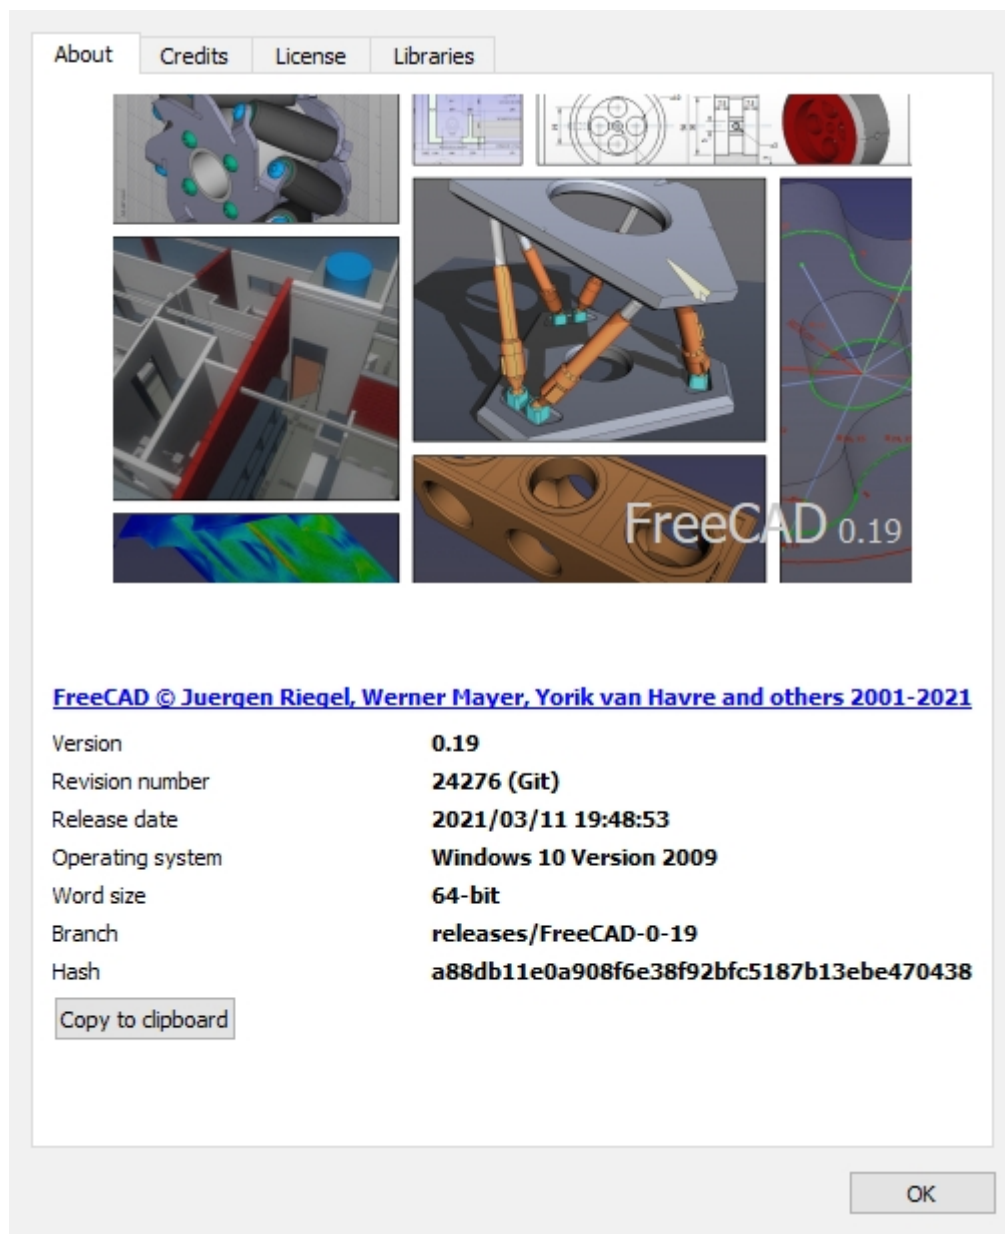 About
Credits
License
Libraries
FreeCAD 0.19
FreeCAD © Juergen Riegel, Werner Mayer, Yorik van Havre and others 2001-2021
Version 0.19
Revision number 24276 (Git)
Release date 2021/03/11 19:48:53
Operating system Windows 10 Version 2009
Word size 64-bit
Branch releases/FreeCAD-0-19
Hash a88db11e0a908f6e38f92bfc5187b13ebe470438
Copy to clipboard
OK